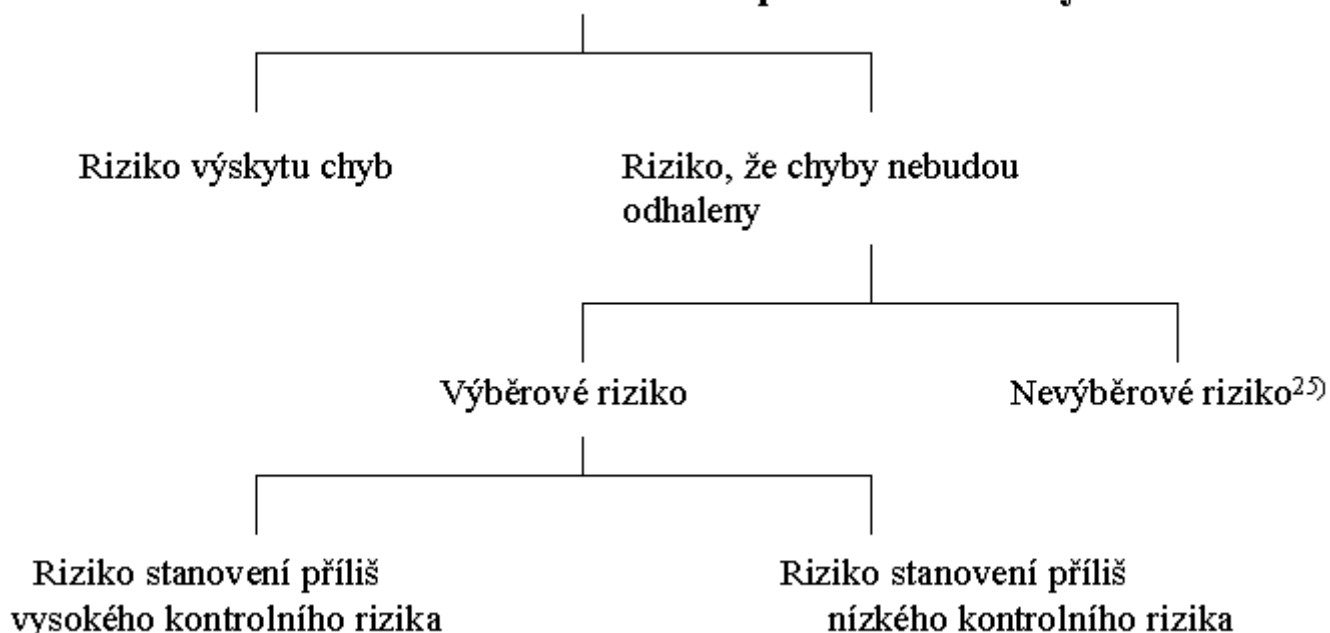 Riziko výskytu chyb
Riziko, že chyby nebudou
odhaleny
Výběrové riziko
Nevýběrové riziko25)
Riziko stanovení příliš
vysokého kontrolního rizika
Riziko stanovení příliš
nízkého kontrolního rizika